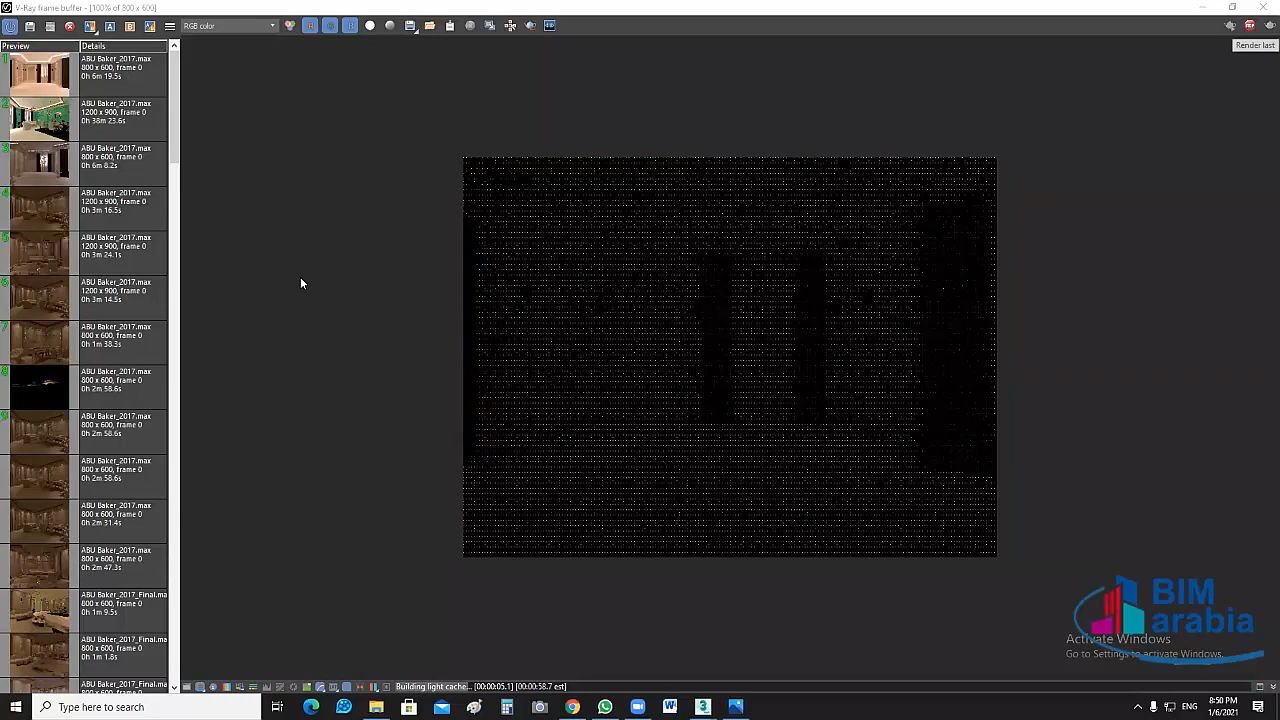 V-Ray frame buffer - [100% of 800 x 600]
RGB color
Preview
Details
Render last
1
ABU Baker_2017.max
800 x 600, frame 0
0h 6m 19.5s
2
ABU Baker_2017.max
1200 x 900, frame 0
0h 38m 23.6s
3
ABU Baker_2017.max
800 x 600, frame 0
0h 6m 8.2s
4
ABU Baker_2017.max
1200 x 900, frame 0
0h 3m 16.5s
5
ABU Baker_2017.max
1200 x 900, frame 0
0h 3m 24.1s
6
ABU Baker_2017.max
1200 x 900, frame 0
0h 3m 14.5s
7
ABU Baker_2017.max
800 x 600, frame 0
0h 1m 38.3s
8
ABU Baker_2017.max
800 x 600, frame 0
0h 2m 58.6s
9
ABU Baker_2017.max
800 x 600, frame 0
0h 2m 58.6s
ABU Baker_2017.max
800 x 600, frame 0
0h 2m 58.6s
ABU Baker_2017.max
800 x 600, frame 0
0h 2m 31.4s
ABU Baker_2017.max
800 x 600, frame 0
0h 2m 47.3s
ABU Baker_2017_Final.ma
800 x 600, frame 0
0h 1m 9.5s
ABU Baker_2017_Final.ma
800 x 600, frame 0
0h 1m 1.8s
ABU Baker_2017_Final.ma
BIM
arabia
Activate Windows
Go to Settings to activate Windows.
Building light cache... [00:00:05.1] [00:00:58.7 est]
Type here to search
ENG
8:50 PM
1/6/2021